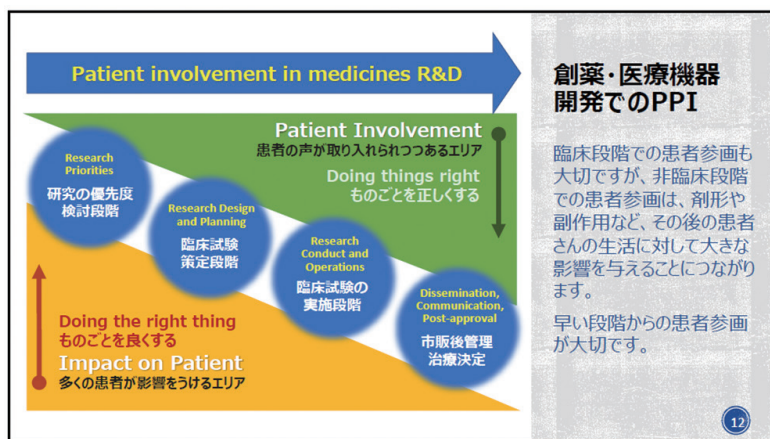 Patient involvement in medicines R&D
Patient Involvement
患者の声が取り入れられつつあるエリア
Doing things right
ものごとを正しくする
Research
Priorities
研究の優先度
検討段階
Research Design
and Planning
臨床試験
策定段階
Research
Conduct and
Operations
臨床試験の
実施段階
Dissemination,
Communication,
Post-approval
市販後管理
治療決定
Doing the right thing
ものごとを良くする
Impact on Patient
多くの患者が影響をうけるエリア
創薬・医療機器
開発でのPPI
臨床段階での患者参画も
大切ですが、非臨床段階
での患者参画は、剤形や
副作用など、その後の患者
さんの生活に対して大きな
影響を与えることにつながり
ます。
早い段階からの患者参画
が大切です。
12